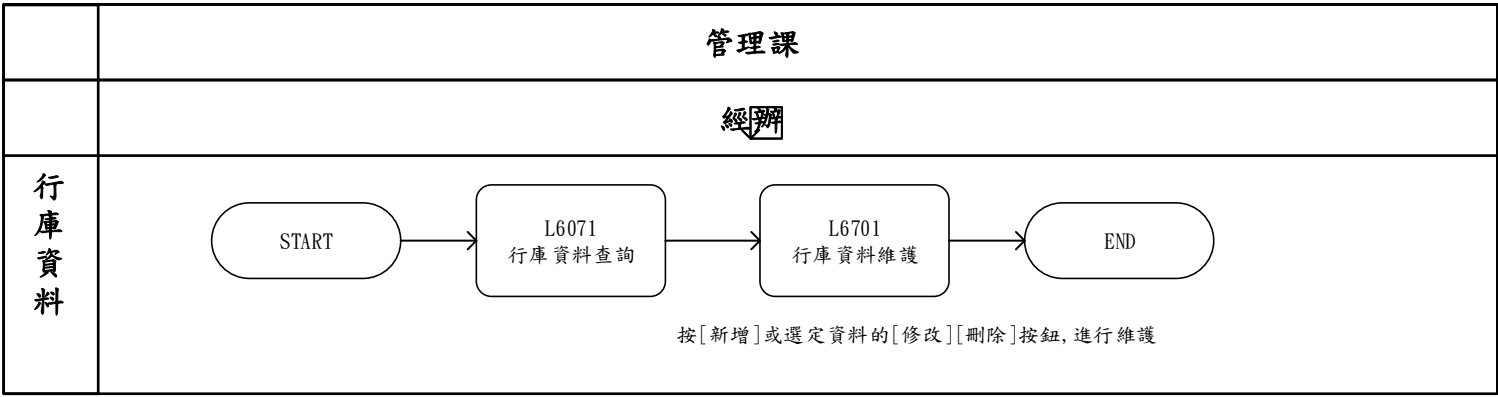 管理課
經辦
行庫資料
START
L6071
行庫資料查詢
L6701
行庫資料維護
END
按[新增]或選定資料的[修改][刪除]按鈕,進行維護